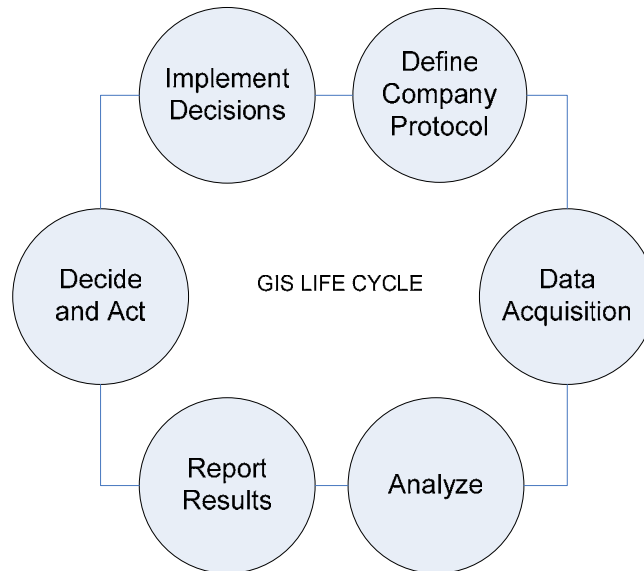 Implement
Decisions
Define
Company
Protocol
Decide
and Act
GIS LIFE CYCLE
Data
Acquisition
Report
Results
Analyze